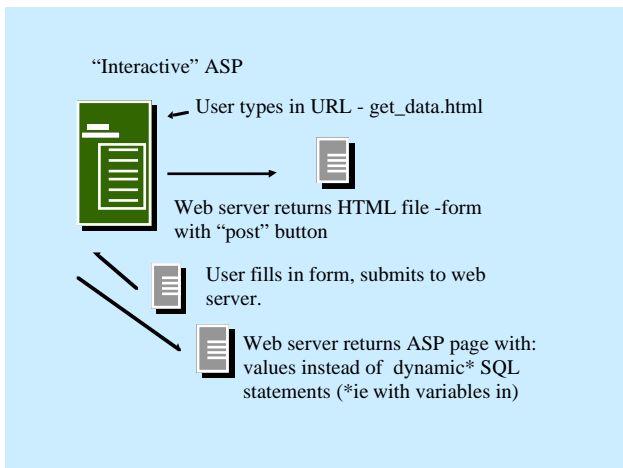 “Interactive” ASP
User types in URL - get_data.html
Web server returns HTML file -form
with “post” button
User fills in form, submits to web
server.
Web server returns ASP page with:
values instead of  dynamic* SQL
statements (*ie with variables in)